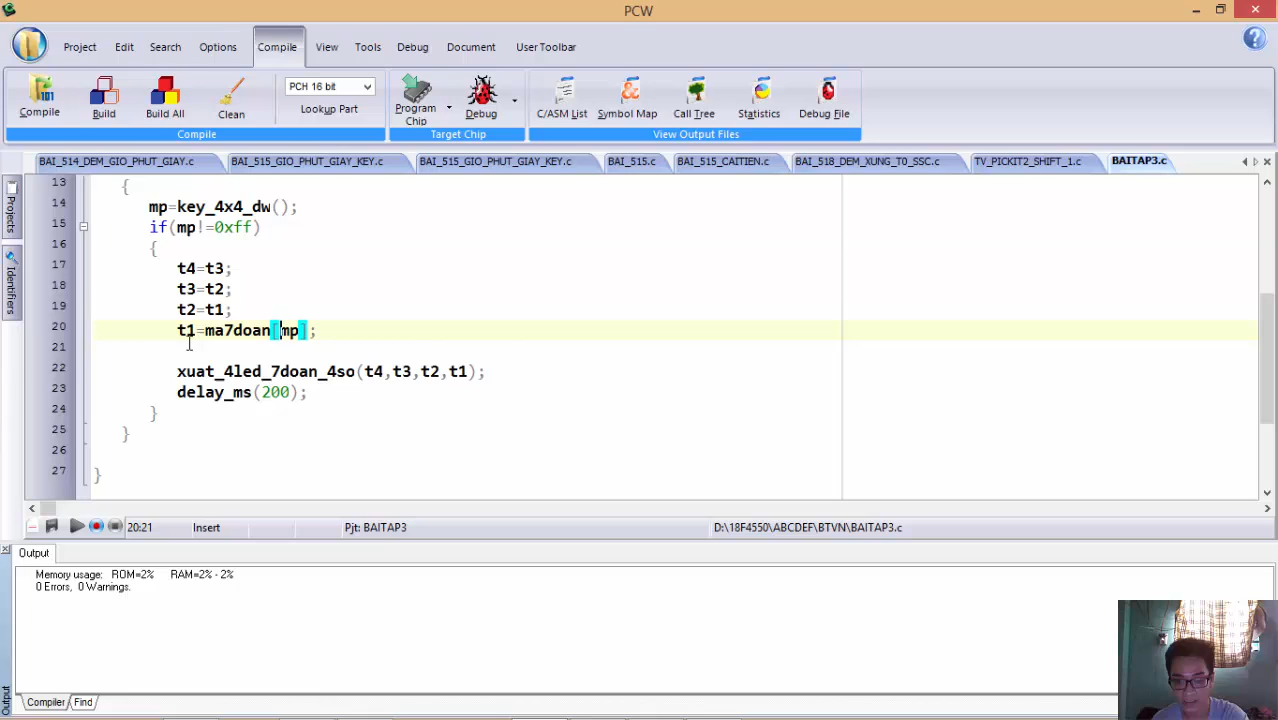 PCW
Project Edit Search Options Compile View Tools Debug Document User Toolbar
Compile Build Build All Clean
PCH 16 bit
Lookup Part
Program Chip Debug
C/ASM List Symbol Map Call Tree Statistics Debug File
Compile Target Chip View Output Files
BAI_514_DEM_GIO_PHUT_GIAY.c BAI_515_GIO_PHUT_GIAY_KEY.c BAI_515_GIO_PHUT_GIAY_KEY.c BAI_515.c BAI_515_CAITIEN.c BAI_518_DEM_XUNG_T0_SSC.c TV_PICKIT2_SHIFT_1.c BAITAP3.c
Projects
Identifiers
13 {
14 mp=key_4x4_dw();
15 if(mp!=0xff)
16 {
17 t4=t3;
18 t3=t2;
19 t2=t1;
20 t1=ma7doan[mp];
21
22 xuat_4led_7doan_4so(t4,t3,t2,t1);
23 delay_ms(200);
24 }
25 }
26
27 }
20:21 Insert Pjt: BAITAP3 D:\18F4550\ABCDEF\BTVN\BAITAP3.c
Output
Memory usage: ROM=2% RAM=2% - 2%
0 Errors, 0 Warnings.
Output
Compiler Find